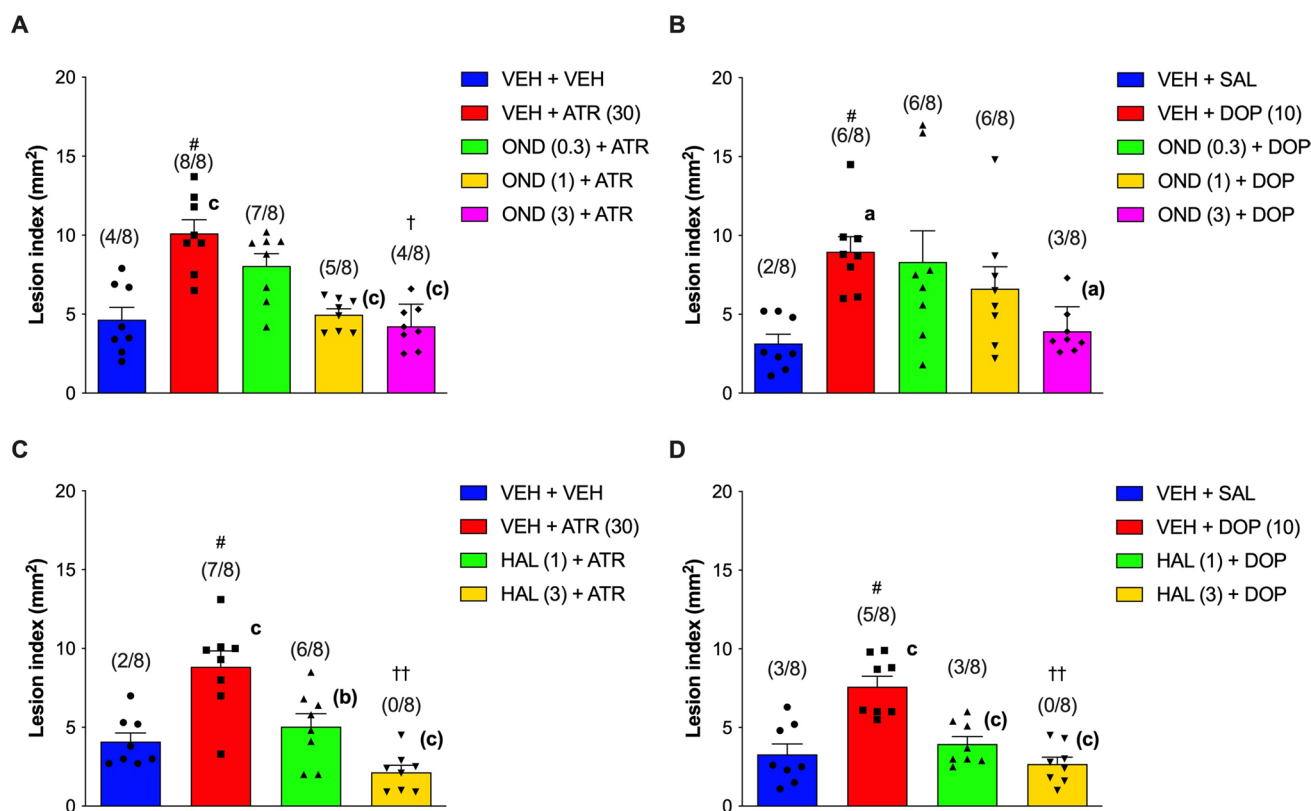 A
20
15
10
5
0
Lesion index (mm²)
(4/8)
#
(8/8)
c
(7/8)
(5/8)
(c)
†
(4/8)
(c)
VEH + VEH
VEH + ATR (30)
OND (0.3) + ATR
OND (1) + ATR
OND (3) + ATR
B
20
15
10
5
0
Lesion index (mm²)
(2/8)
#
(6/8)
a
(6/8)
(6/8)
(3/8)
(a)
VEH + SAL
VEH + DOP (10)
OND (0.3) + DOP
OND (1) + DOP
OND (3) + DOP
C
20
15
10
5
0
Lesion index (mm²)
(2/8)
#
(7/8)
c
(6/8)
(b)
††
(0/8)
(c)
VEH + VEH
VEH + ATR (30)
HAL (1) + ATR
HAL (3) + ATR
D
20
15
10
5
0
Lesion index (mm²)
(3/8)
#
(5/8)
c
(3/8)
(c)
††
(0/8)
(c)
VEH + SAL
VEH + DOP (10)
HAL (1) + DOP
HAL (3) + DOP